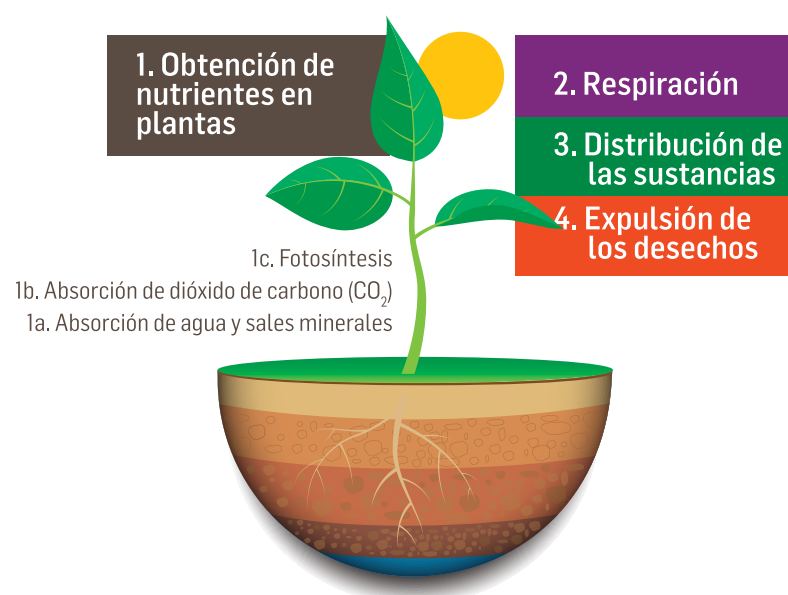 1. Obtención de
nutrientes en
plantas
2. Respiración
3. Distribución de
las sustancias
4. Expulsión de
los desechos
1c. Fotosíntesis
1b. Absorción de dióxido de carbono (CO₂)
1a. Absorción de agua y sales minerales